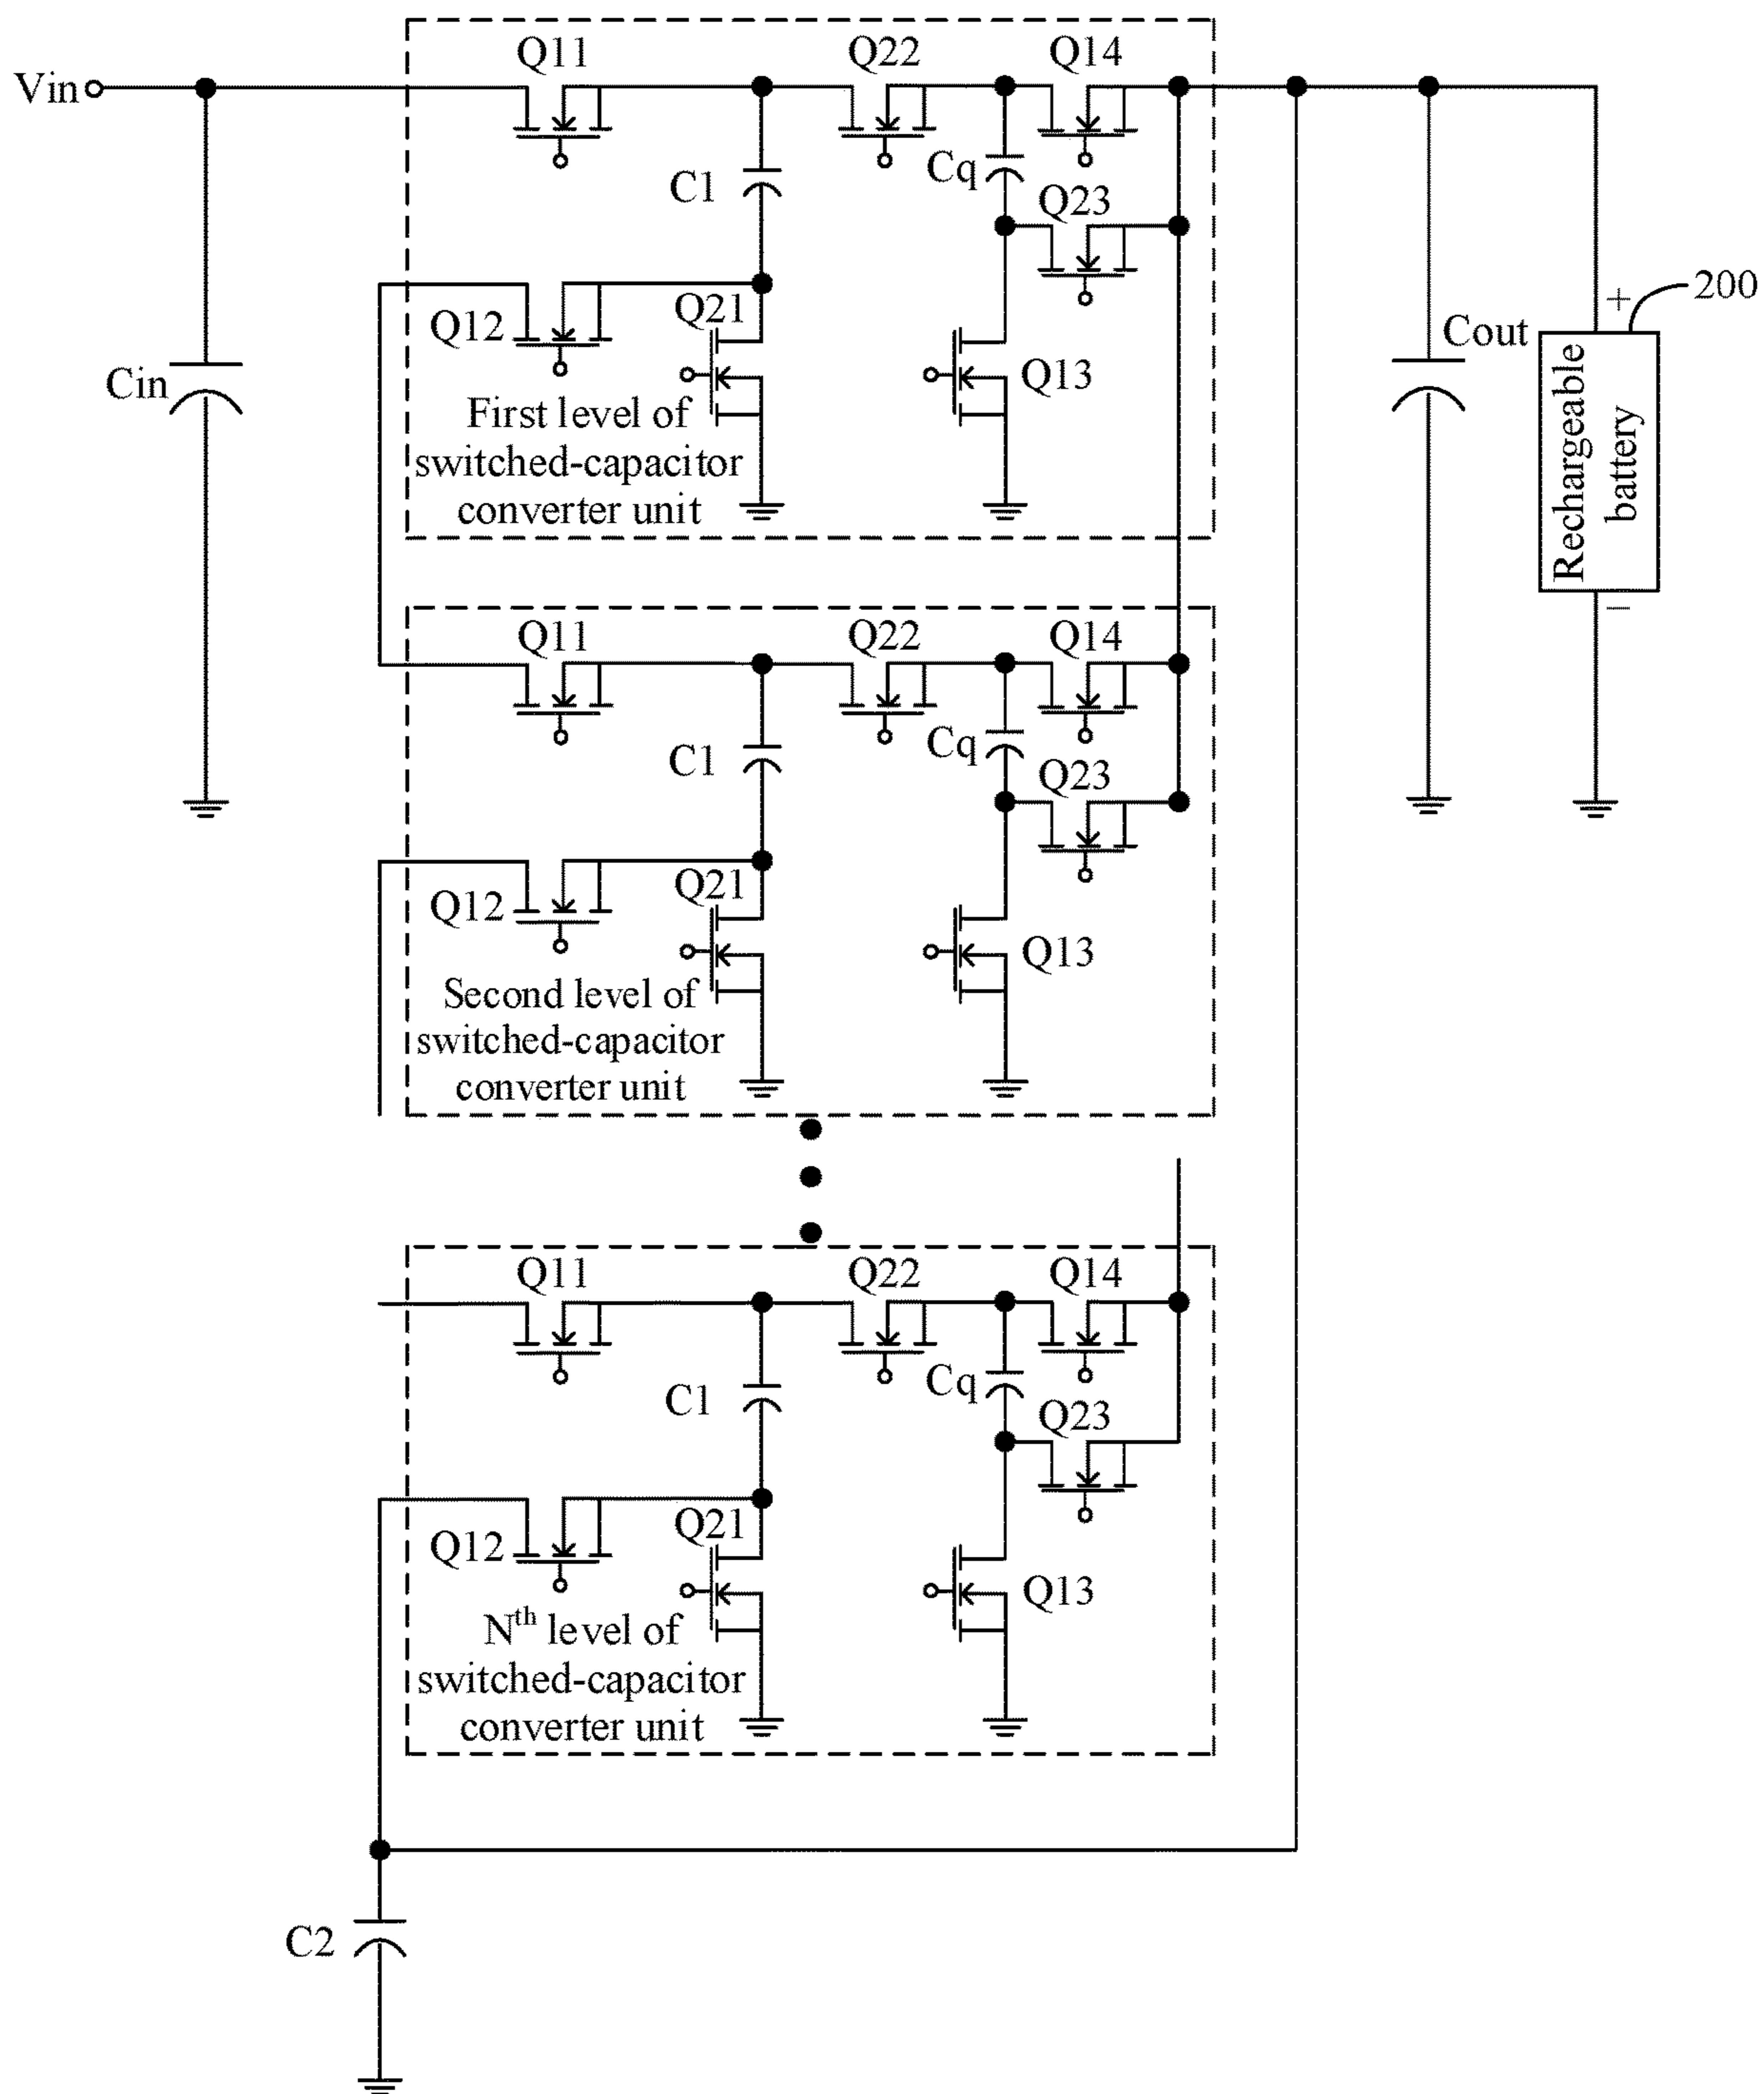 Vin
Q11
Q22
Q14
C1
Cq
Q23
Q12
Q21
Q13
First level of
switched-capacitor
converter unit
Cin
Cout
+
200
Rechargeable
battery
−
Q11
Q22
Q14
C1
Cq
Q23
Q12
Q21
Q13
Second level of
switched-capacitor
converter unit
Q11
Q22
Q14
C1
Cq
Q23
Q12
Q21
Q13
Nth level of
switched-capacitor
converter unit
C2